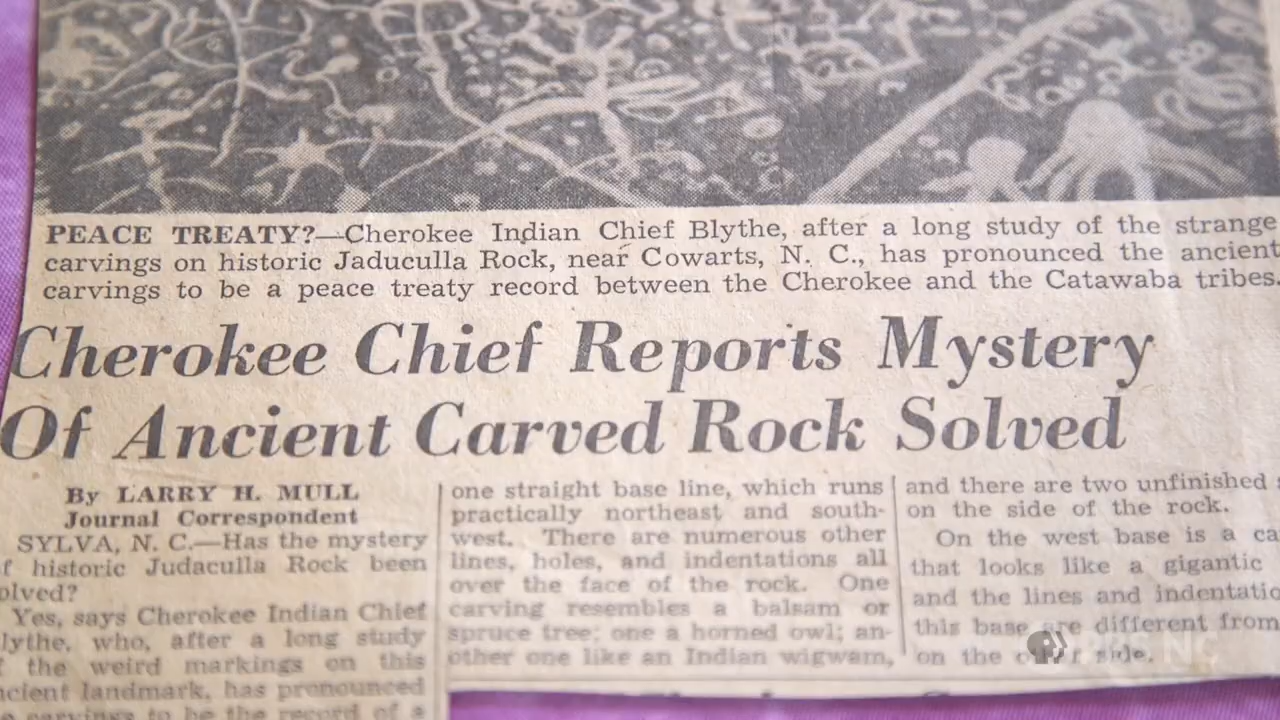 PEACE TREATY?—Cherokee Indian Chief Blythe, after a long study of the strange
carvings on historic Jaduculla Rock, near Cowarts, N. C., has pronounced the ancient
carvings to be a peace treaty record between the Cherokee and the Catawaba tribes.
Cherokee Chief Reports Mystery
Of Ancient Carved Rock Solved
By LARRY H. MULL
Journal Correspondent
SYLVA, N. C.—Has the mystery
f historic Judaculla Rock been
olved?
Yes, says Cherokee Indian Chief
lythe, who, after a long study
f the weird markings on this
ncient landmark, has pronounced
e carvings to be the record of a
one straight base line, which runs
practically northeast and south-
west. There are numerous other
lines, holes, and indentations all
over the face of the rock. One
carving resembles a balsam or
spruce tree; one a horned owl; an-
other one like an Indian wigwam,
and there are two unfinished
on the side of the rock.
On the west base is a ca
that looks like a gigantic
and the lines and indentatio
this base are different from
on the other side.
PBS NC